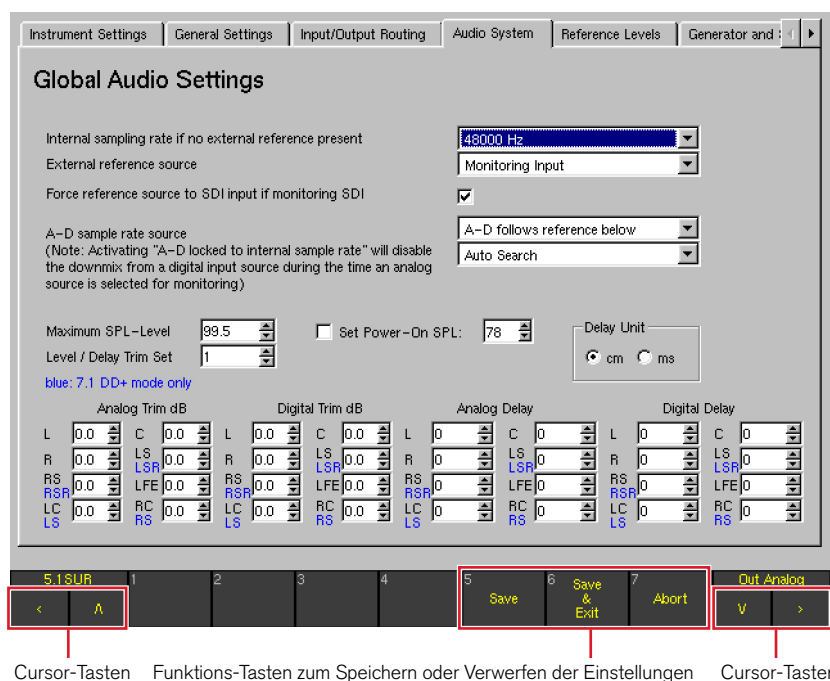 Instrument Settings General Settings Input/Output Routing Audio System Reference Levels Generator and
Global Audio Settings
Internal sampling rate if no external reference present 48000 Hz
External reference source Monitoring Input
Force reference source to SDI input if monitoring SDI
A-D sample rate source A-D follows reference below
(Note: Activating "A-D locked to internal sample rate" will disable
the downmix from a digital input source during the time an analog
source is selected for monitoring)
Auto Search
Maximum SPL-Level 99.5 Set Power-On SPL: 78 Delay Unit
Level / Delay Trim Set 1 cm ms
blue: 7.1 DD+ mode only
Analog Trim dB Digital Trim dB Analog Delay Digital Delay
L 0.0 C 0.0 L 0.0 C 0.0 L 0 C 0 L 0 C 0
R 0.0 LS LSR 0.0 R 0.0 LS LSR 0.0 R 0 LS LSR 0 R 0 LS LSR 0
RS RSR 0.0 LFE 0.0 RS RSR 0.0 LFE 0.0 RS RSR 0 LFE 0 RS RSR 0 LFE 0
LC LS 0.0 RC RS 0.0 LC LS 0.0 RC RS 0.0 LC LS 0 RC RS 0 LC LS 0 RC RS 0
5.1SUR 1 2 3 4 5 Save 6 Save & Exit 7 Abort Out Analog
< Λ V >
Cursor-Tasten Funktions-Tasten zum Speichern oder Verwerfen der Einstellungen Cursor-Tasten